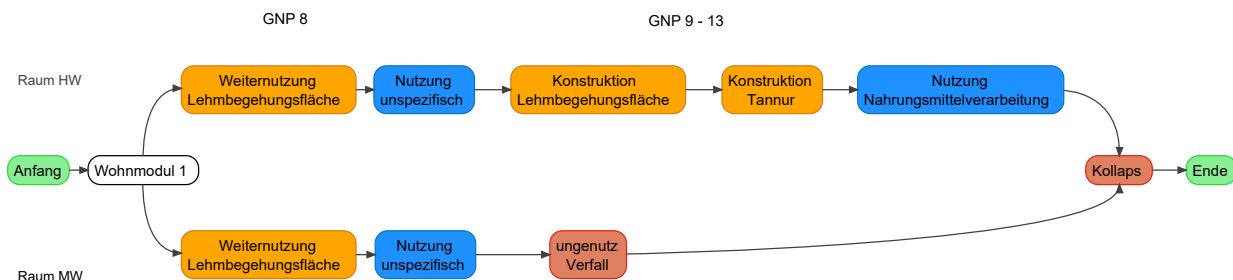 GNP 8
GNP 9 - 13
Raum HW
Weiternutzung
Lehmbegehungsfläche
Nutzung
unspezifisch
Konstruktion
Lehmbegehungsfläche
Konstruktion
Tannur
Nutzung
Nahrungsmittelverarbeitung
Anfang
Wohnmodul 1
Kollaps
Ende
Weiternutzung
Lehmbegehungsfläche
Nutzung
unspezifisch
ungenutz
Verfall
Raum MW